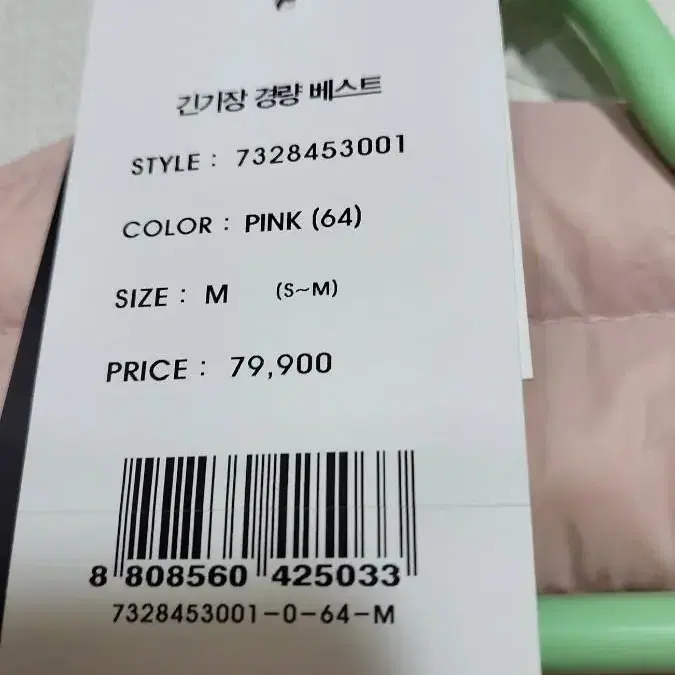 긴기장 경량 베스트
STYLE : 7328453001
COLOR : PINK (64)
SIZE : M (S~M)
PRICE : 79,900
8 808560 425033
7328453001-0-64-M